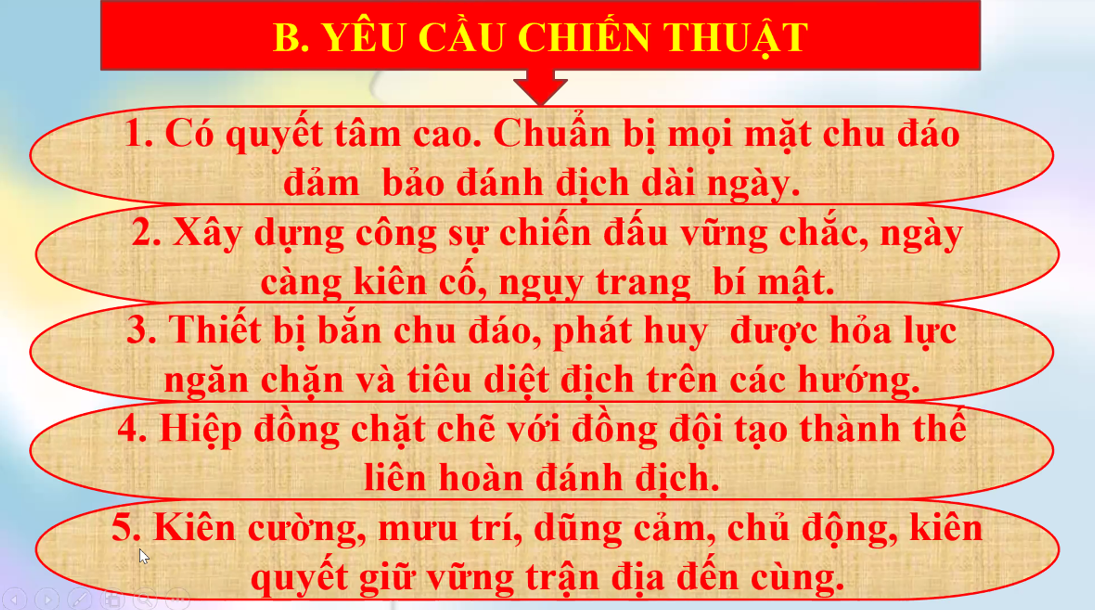 B. YÊU CẦU CHIẾN THUẬT
1. Có quyết tâm cao. Chuẩn bị mọi mặt chu đáo
đảm bảo đánh địch dài ngày.
2. Xây dựng công sự chiến đấu vững chắc, ngày
càng kiên cố, ngụy trang bí mật.
3. Thiết bị bắn chu đáo, phát huy được hỏa lực
ngăn chặn và tiêu diệt địch trên các hướng.
4. Hiệp đồng chặt chẽ với đồng đội tạo thành thế
liên hoàn đánh địch.
5. Kiên cường, mưu trí, dũng cảm, chủ động, kiên
quyết giữ vững trận địa đến cùng.